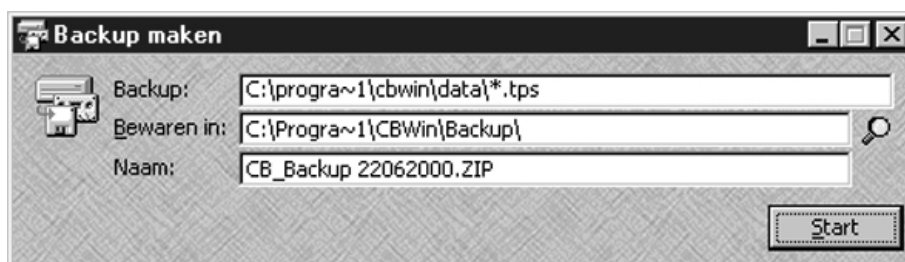 Backup maken
Backup: C:\progra~1\cbwin\data\*.tps
Bewaren in: C:\Progra~1\CBWin\Backup\
Naam: CB_Backup 22062000.ZIP
Start